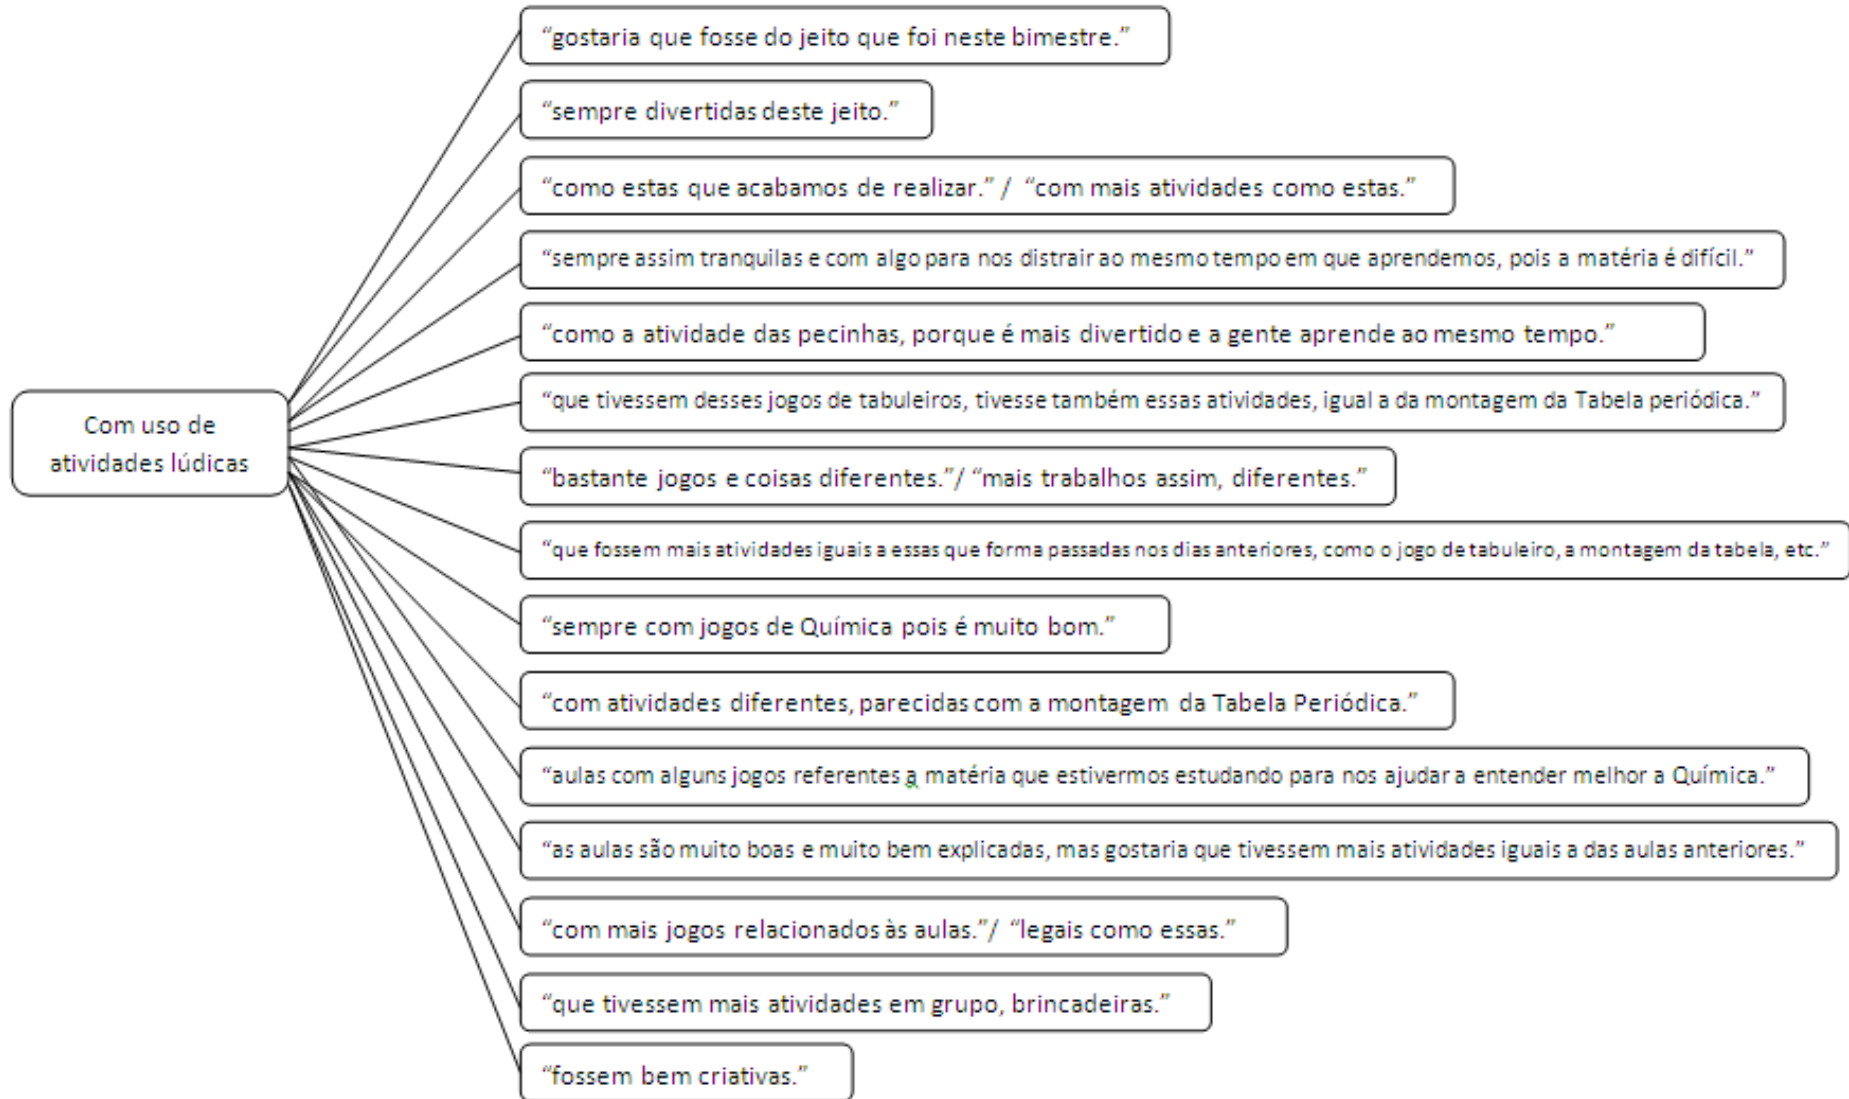 Com uso de
atividades lúdicas
“gostaria que fosse do jeito que foi neste bimestre.”
“sempre divertidas deste jeito.”
“como estas que acabamos de realizar.” / “com mais atividades como estas.”
“sempre assim tranquilas e com algo para nos distrair ao mesmo tempo em que aprendemos, pois a matéria é difícil.”
“como a atividade das pecinhas, porque é mais divertido e a gente aprende ao mesmo tempo.”
“que tivessem desses jogos de tabuleiros, tivesse também essas atividades, igual a da montagem da Tabela periódica.”
“bastante jogos e coisas diferentes.”/ “mais trabalhos assim, diferentes.”
“que fossem mais atividades iguais a essas que forma passadas nos dias anteriores, como o jogo de tabuleiro, a montagem da tabela, etc.”
“sempre com jogos de Química pois é muito bom.”
“com atividades diferentes, parecidas com a montagem da Tabela Periódica.”
“aulas com alguns jogos referentes a matéria que estivermos estudando para nos ajudar a entender melhor a Química.”
“as aulas são muito boas e muito bem explicadas, mas gostaria que tivessem mais atividades iguais a das aulas anteriores.”
“com mais jogos relacionados às aulas.”/ “legais como essas.”
“que tivessem mais atividades em grupo, brincadeiras.”
“fossem bem criativas.”